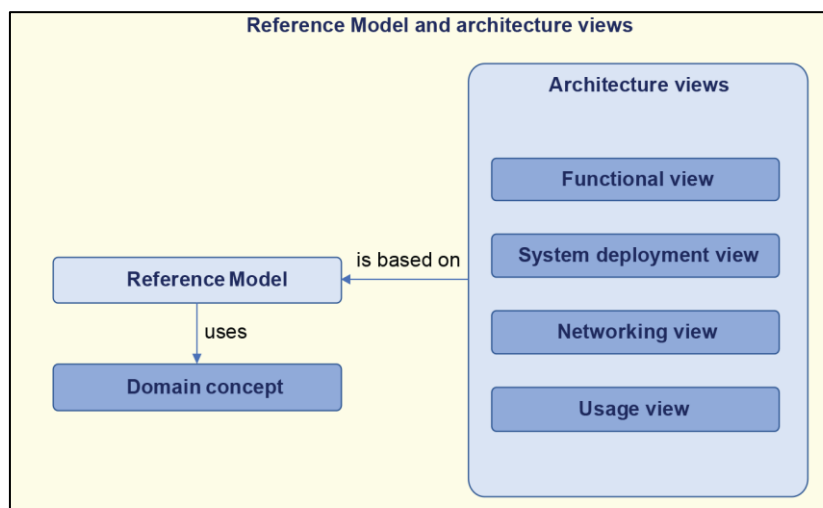 Reference Model and architecture views
Architecture views
Functional view
System deployment view
Networking view
Usage view
is based on
Reference Model
uses
Domain concept